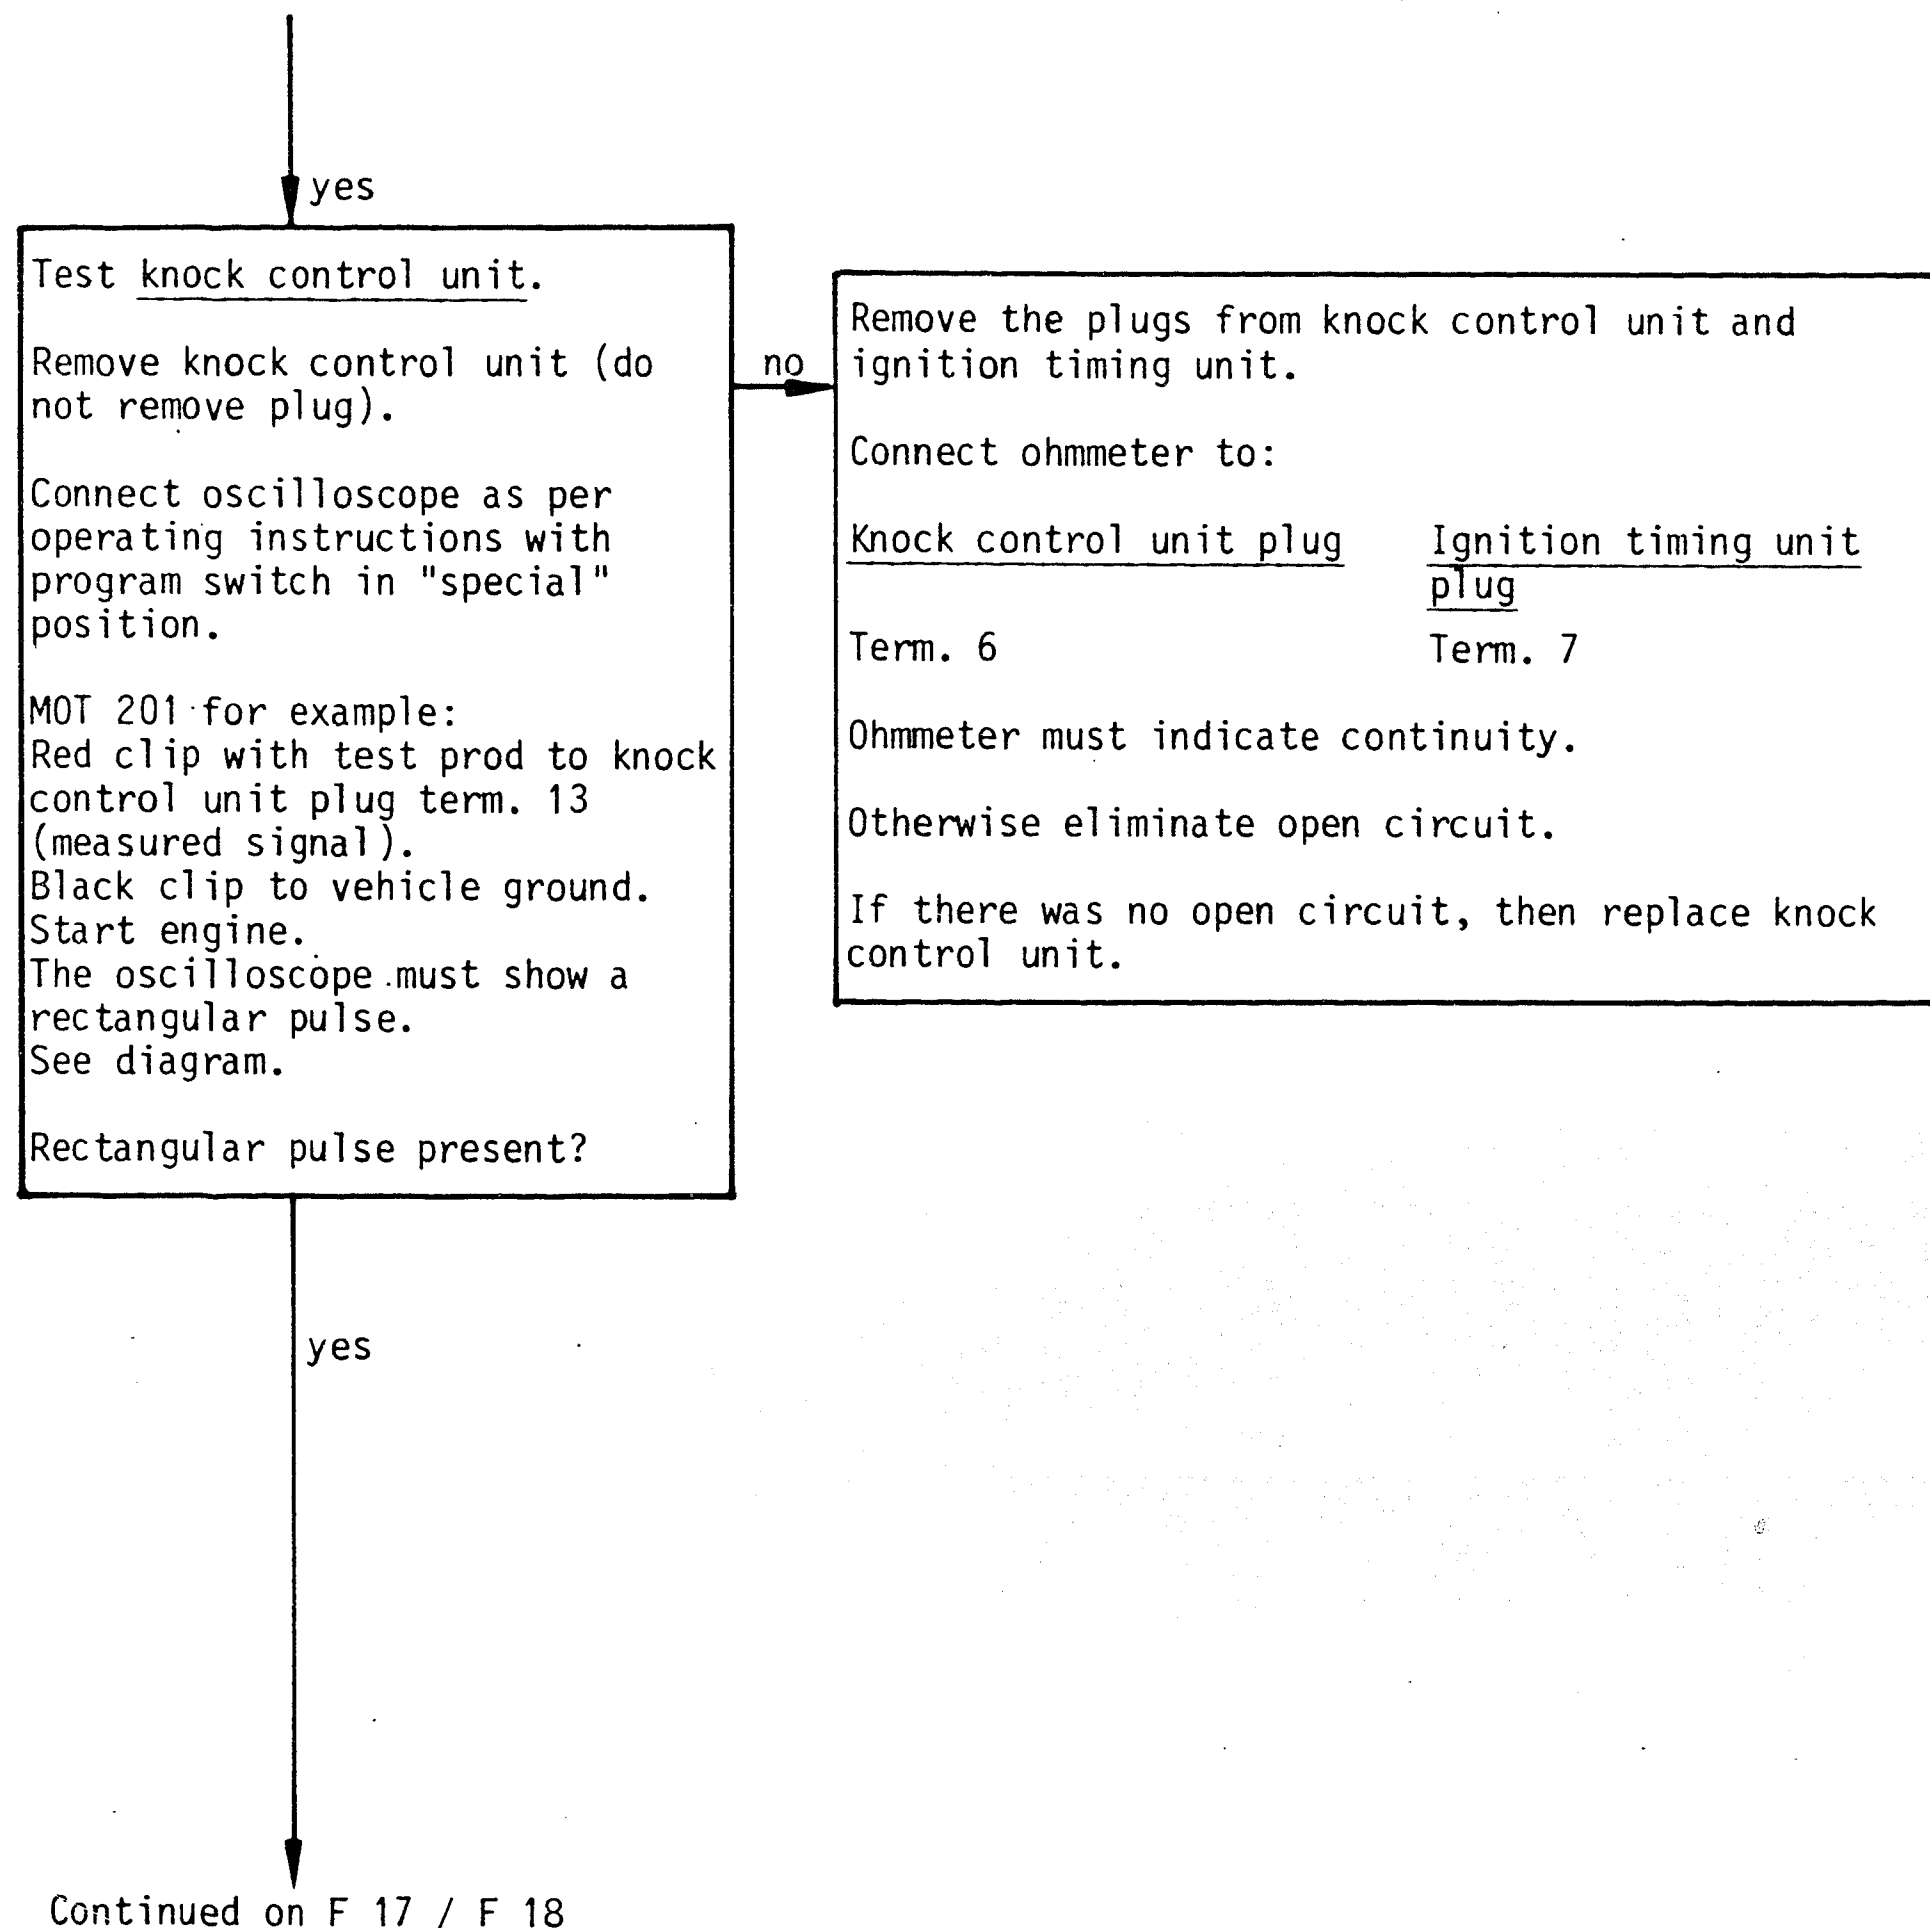 yes
Test knock control unit.
Remove knock control unit (do
not remove plug).
Connect oscilloscope as per
operating instructions with
program switch in "special"
position.
MOT 201 for example:
Red clip with test prod to knock
control unit plug term. 13
(measured signal).
Black clip to vehicle ground.
Start engine.
The oscilloscope must show a
rectangular pulse.
See diagram.
Rectangular pulse present?
no
Remove the plugs from knock control unit and
ignition timing unit.
Connect ohmmeter to:
Knock control unit plug Ignition timing unit
plug
Term. 6 Term. 7
Ohmmeter must indicate continuity.
Otherwise eliminate open circuit.
If there was no open circuit, then replace knock
control unit.
yes
Continued on F 17 / F 18